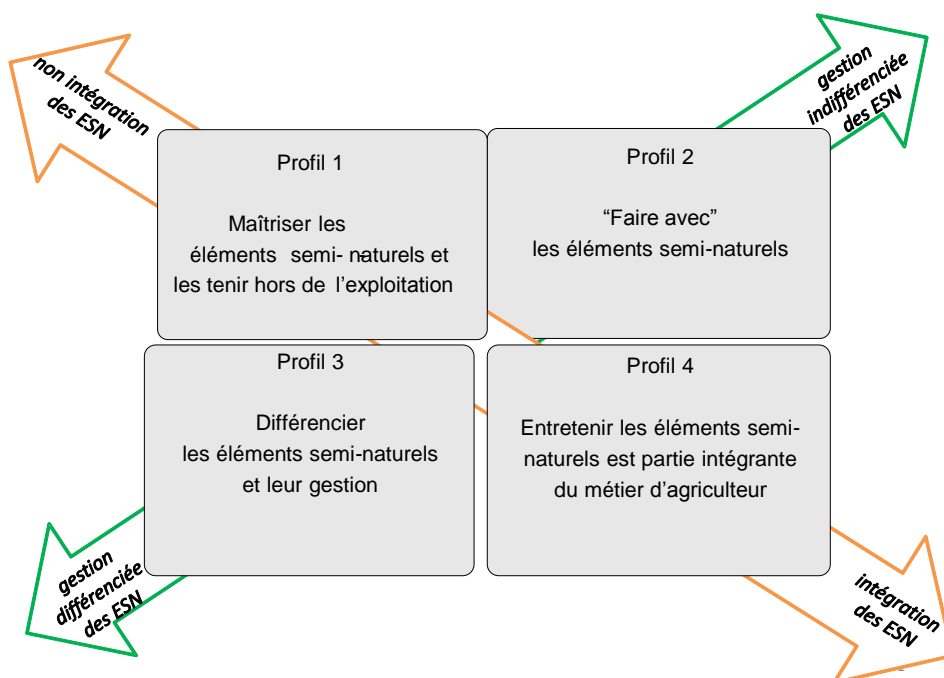 non intégration
des ESN
gestion
indifférenciée
des ESN
Profil 1
Maîtriser les
éléments semi- naturels et
les tenir hors de l'exploitation
Profil 2
“Faire avec”
les éléments semi-naturels
Profil 3
Différencier
les éléments semi-naturels
et leur gestion
Profil 4
Entretenir les éléments semi-
naturels est partie intégrante
du métier d'agriculteur
gestion
différenciée
des ESN
intégration
des ESN